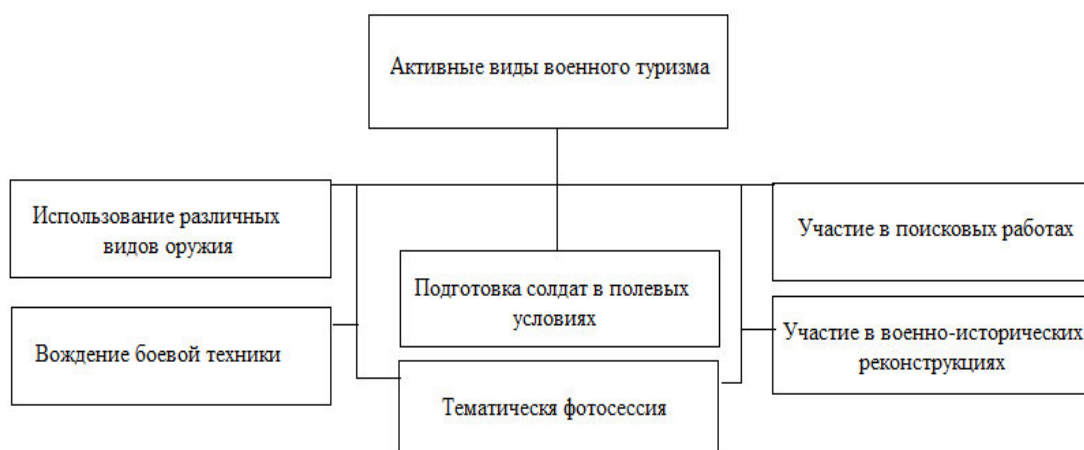 Активные виды военного туризма
Использование различных
видов оружия
Участие в поисковых работах
Подготовка солдат в полевых
условиях
Вождение боевой техники
Участие в военно-исторических
реконструкциях
Тематическя фотосессия